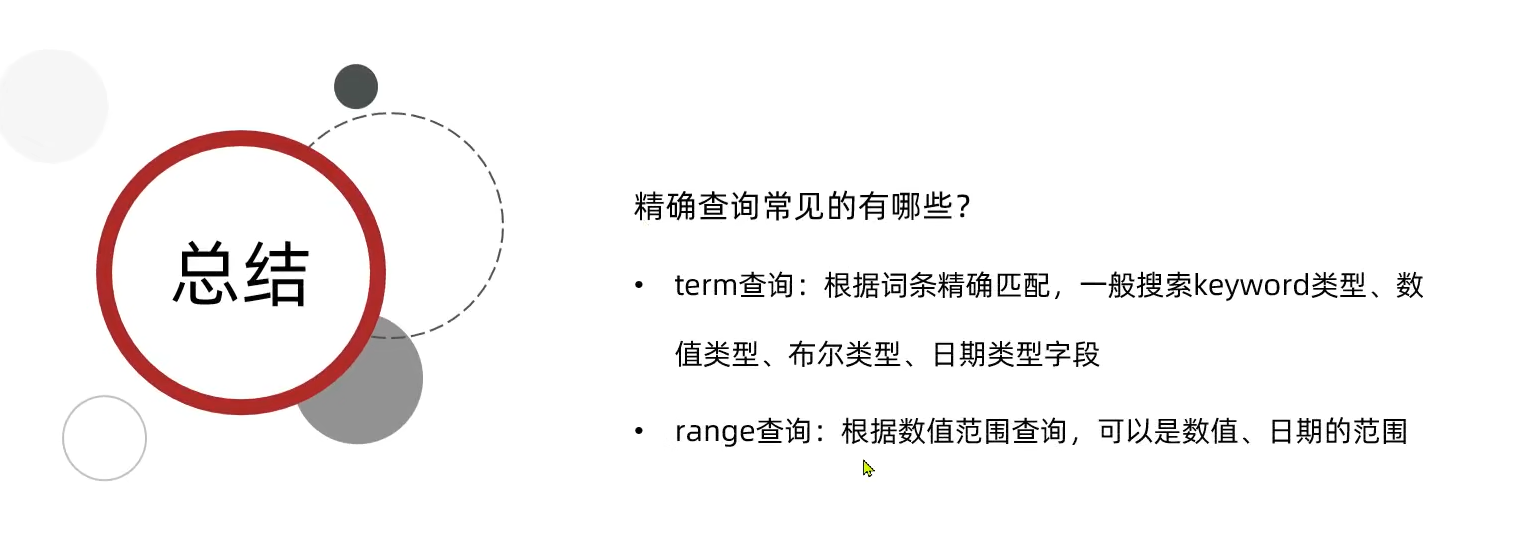 总结
精确查询常见的有哪些？
• term查询：根据词条精确匹配，一般搜索keyword类型、数
值类型、布尔类型、日期类型字段
• range查询：根据数值范围查询，可以是数值、日期的范围